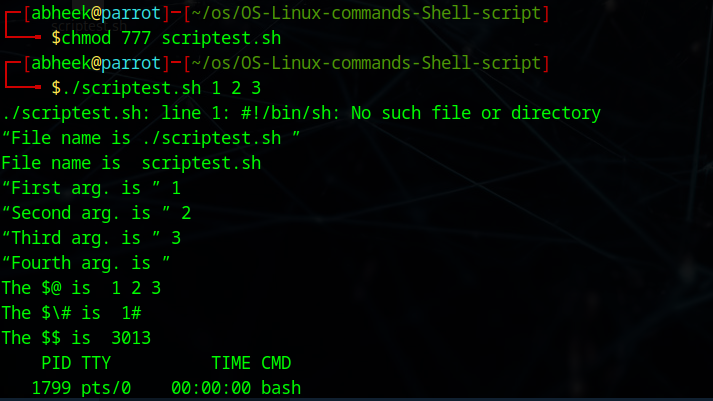 ┌─[abheek@parrot]─[~/os/OS-Linux-commands-Shell-script]
└──╼ $chmod 777 scriptest.sh
┌─[abheek@parrot]─[~/os/OS-Linux-commands-Shell-script]
└──╼ $./scriptest.sh 1 2 3
./scriptest.sh: line 1: #!/bin/sh: No such file or directory
“File name is ./scriptest.sh ”
File name is  scriptest.sh
“First arg. is ” 1
“Second arg. is ” 2
“Third arg. is ” 3
“Fourth arg. is ”
The $@ is  1 2 3
The $\# is  1#
The $$ is  3013
    PID TTY          TIME CMD
   1799 pts/0    00:00:00 bash